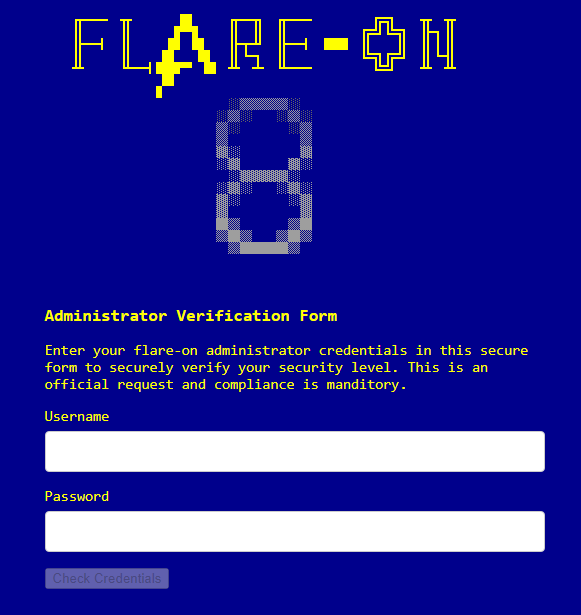 FLARE-ON
8
Administrator Verification Form
Enter your flare-on administrator credentials in this secure
form to securely verify your security level. This is an
official request and compliance is manditory.
Username
Password
Check Credentials